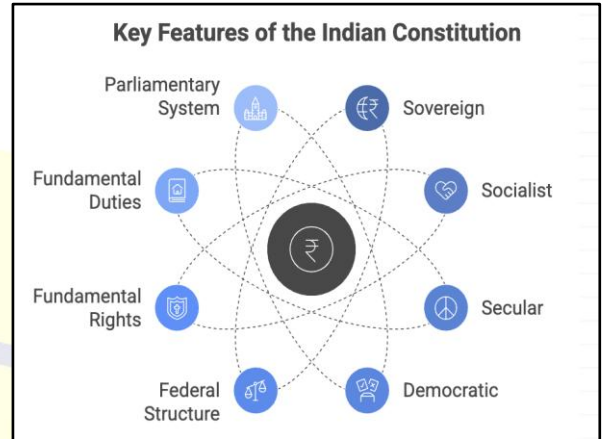 Key Features of the Indian Constitution
Parliamentary
System
Sovereign
Fundamental
Duties
Socialist
Fundamental
Rights
Secular
Federal
Structure
Democratic
₹